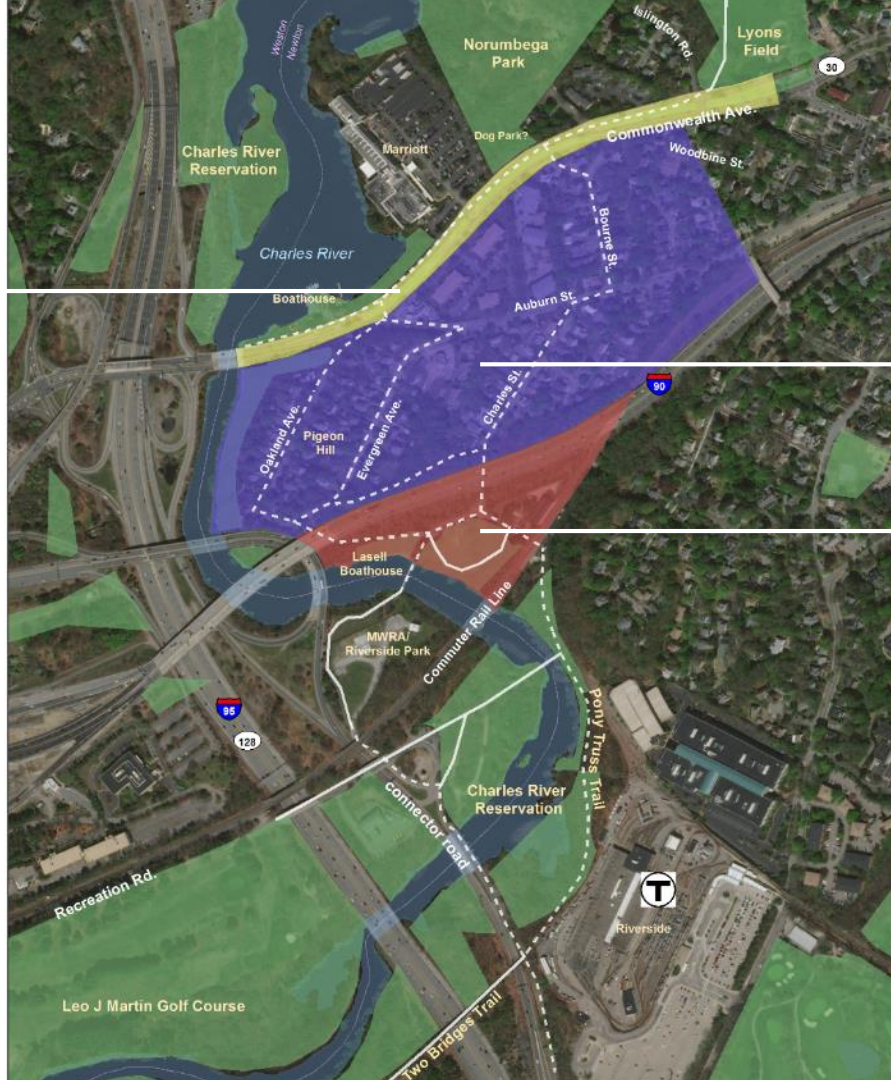 Islington Rd
Weston
Newton
Norumbega
Park
Lyons
Field
30
Dog Park?
Commonwealth Ave.
Marriott
Charles River
Reservation
Woodbine St.
Bourne St.
Charles River
Boathouse
Auburn St.
90
Charles St.
Oakland Ave.
Evergreen Ave.
Pigeon
Hill
Lasell
Boathouse
Commuter Rail Line
MWRA/
Riverside Park
95
128
Pony Truss Trail
Charles River
Reservation
connector road
Recreation Rd.
T
Riverside
Leo J Martin Golf Course
Two Bridges Trail